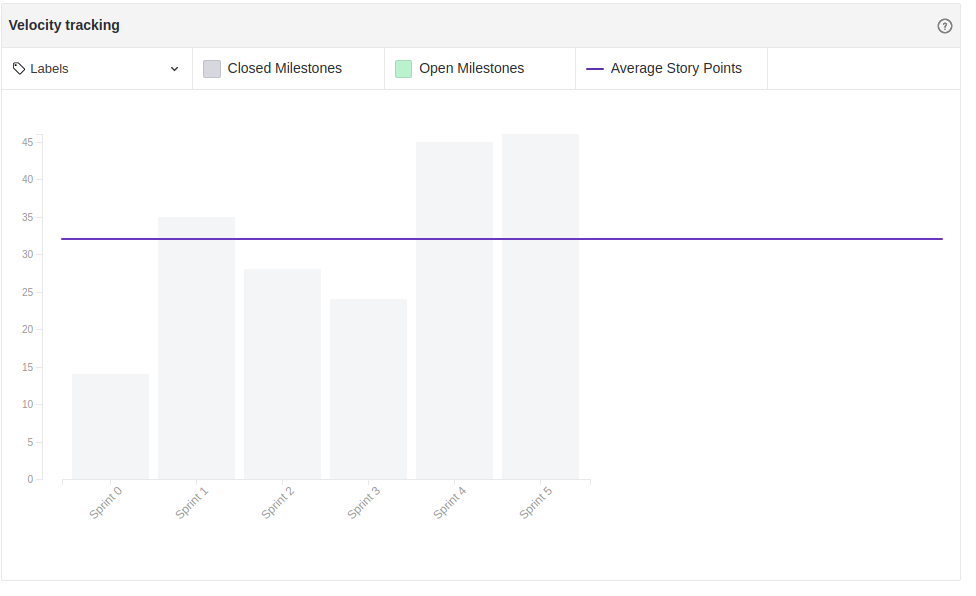 Velocity tracking
Labels
Closed Milestones
Open Milestones
Average Story Points
45
40
35
30
25
20
15
10
5
0
Sprint 0
Sprint 1
Sprint 2
Sprint 3
Sprint 4
Sprint 5